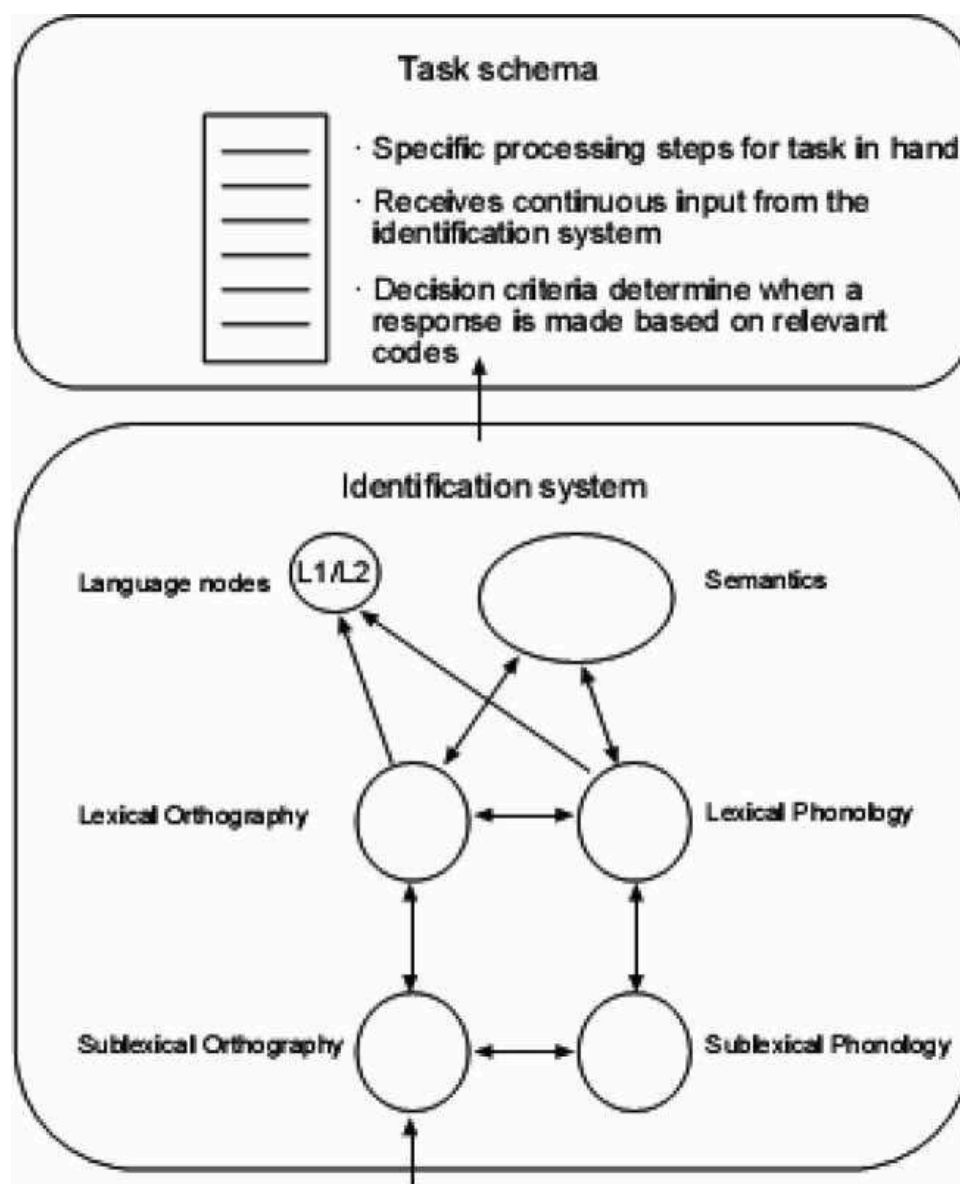 Task schema
· Specific processing steps for task in hand
· Receives continuous input from the
identification system
· Decision criteria determine when a
response is made based on relevant
codes
Identification system
Language nodes
L1/L2
Semantics
Lexical Orthography
Lexical Phonology
Sublexical Orthography
Sublexical Phonology